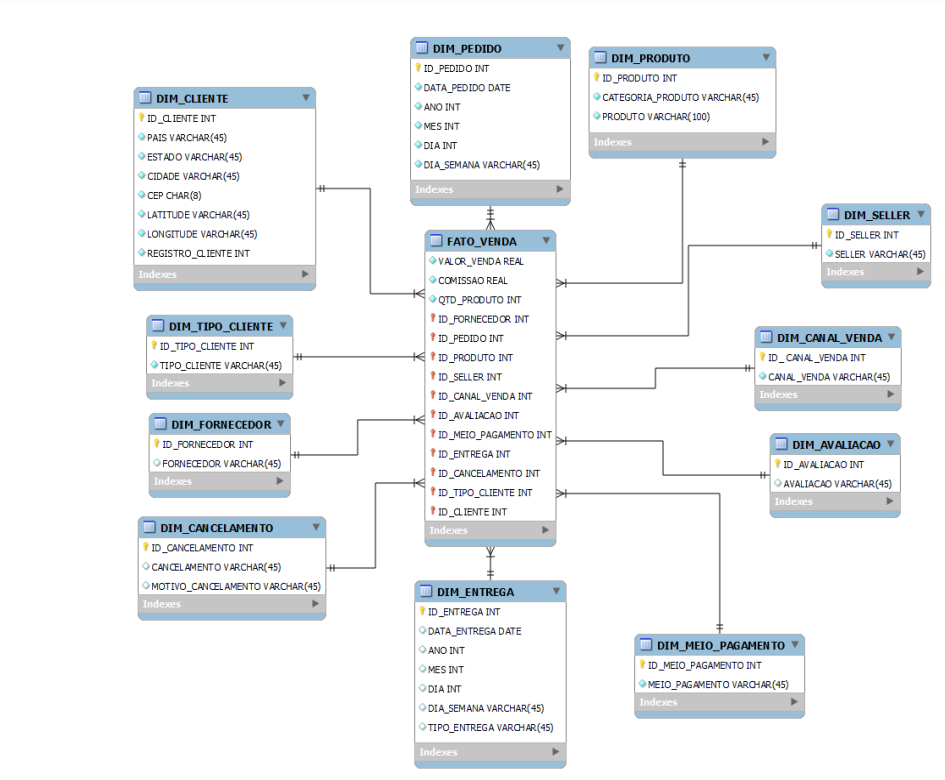 DIM_PEDIDO
ID_PEDIDO INT
DATA_PEDIDO DATE
ANO INT
MES INT
DIA INT
DIA_SEMANA VARCHAR(45)
Indexes
DIM_PRODUTO
ID_PRODUTO INT
CATEGORIA_PRODUTO VARCHAR(45)
PRODUTO VARCHAR(100)
Indexes
DIM_CLIENTE
ID_CLIENTE INT
PAIS VARCHAR(45)
ESTADO VARCHAR(45)
CIDADE VARCHAR(45)
CEP CHAR(8)
LATITUDE VARCHAR(45)
LONGITUDE VARCHAR(45)
REGISTRO_CLIENTE INT
Indexes
DIM_SELLER
ID_SELLER INT
SELLER VARCHAR(45)
Indexes
FATO_VENDA
VALOR_VENDA REAL
COMISSAO REAL
QTD_PRODUTO INT
ID_FORNECEDOR INT
ID_PEDIDO INT
ID_PRODUTO INT
ID_SELLER INT
ID_CANAL_VENDA INT
ID_AVALIACAO INT
ID_MEIO_PAGAMENTO INT
ID_ENTREGA INT
ID_CANCELAMENTO INT
ID_TIPO_CLIENTE INT
ID_CLIENTE INT
Indexes
DIM_TIPO_CLIENTE
ID_TIPO_CLIENTE INT
TIPO_CLIENTE VARCHAR(45)
Indexes
DIM_CANAL_VENDA
ID_CANAL_VENDA INT
CANAL_VENDA VARCHAR(45)
Indexes
DIM_FORNECEDOR
ID_FORNECEDOR INT
FORNECEDOR VARCHAR(45)
Indexes
DIM_AVALIACAO
ID_AVALIACAO INT
AVALIACAO VARCHAR(45)
Indexes
DIM_CANCELAMENTO
ID_CANCELAMENTO INT
CANCELAMENTO VARCHAR(45)
MOTIVO_CANCELAMENTO VARCHAR(45)
Indexes
DIM_ENTREGA
ID_ENTREGA INT
DATA_ENTREGA DATE
ANO INT
MES INT
DIA INT
DIA_SEMANA VARCHAR(45)
TIPO_ENTREGA VARCHAR(45)
Indexes
DIM_MEIO_PAGAMENTO
ID_MEIO_PAGAMENTO INT
MEIO_PAGAMENTO VARCHAR(45)
Indexes